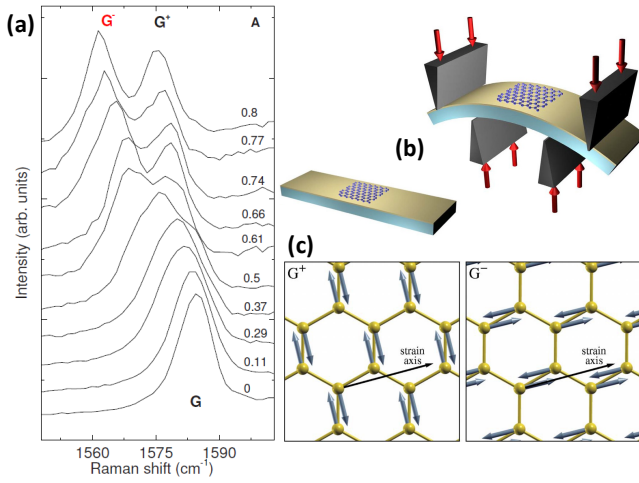 (a)
G⁻
G⁺
A
0.8
0.77
0.74
0.66
0.61
0.5
0.37
0.29
0.11
0
G
Intensity (arb. units)
1560
1575
1590
Raman shift (cm⁻¹)
(b)
(c)
G⁺
strain
axis
G⁻
strain
axis